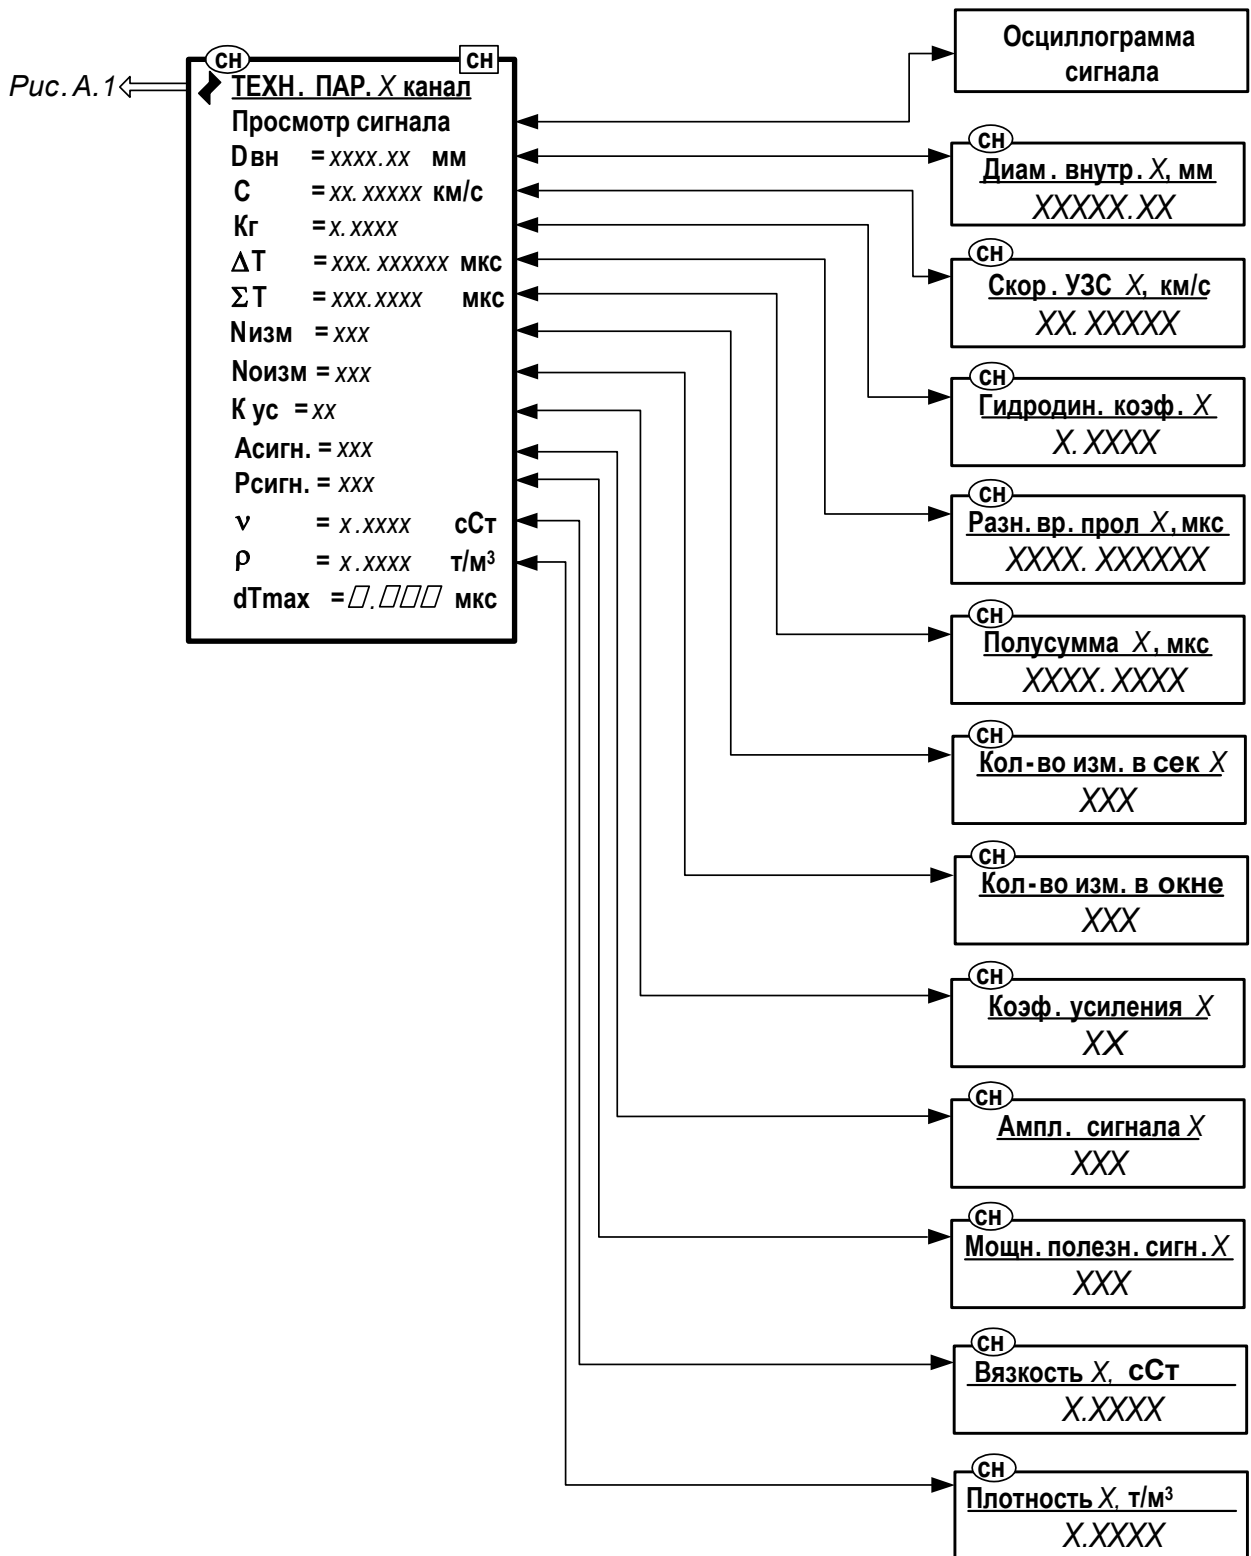 Рис. А.1
СН
СН
ТЕХН. ПАР. X канал
Просмотр сигнала
Dвн = xxxx.xx мм
С = xx.xxxxx км/с
Кг = x.xxxx
ΔT = xxx.xxxxxx мкс
ΣT = xxx.xxxx мкс
Nизм = xxx
Nоизм = xxx
К ус = xx
Асигн. = xxx
Рсигн. = xxx
ν = x.xxxx сСт
ρ = x.xxxx т/м³
dTmax = ▯.▯▯▯ мкс
Осциллограмма
сигнала
СН
Диам. внутр. X, мм
XXXXX.XX
СН
Скор. УЗС X, км/с
XX.XXXXX
СН
Гидродин. коэф. X
X.XXXX
СН
Разн. вр. прол X, мкс
XXXX.XXXXXX
СН
Полусумма X, мкс
XXXX.XXXX
СН
Кол-во изм. в сек X
XXX
СН
Кол-во изм. в окне
XXX
СН
Коэф. усиления X
XX
СН
Ампл. сигнала X
XXX
СН
Мощн. полезн. сигн. X
XXX
СН
Вязкость X, сСт
X.XXXX
СН
Плотность X, т/м³
X.XXXX